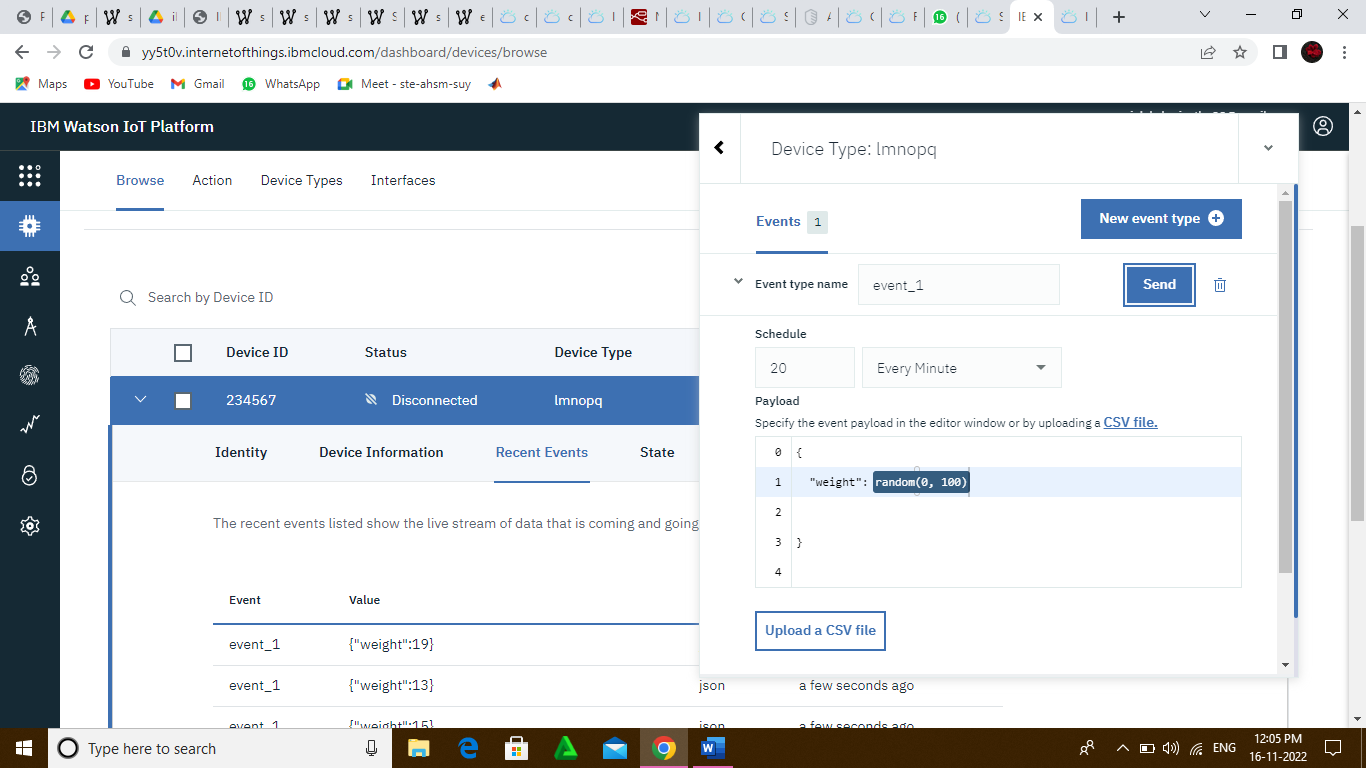 yy5t0v.internetofthings.ibmcloud.com/dashboard/devices/browse
Maps YouTube Gmail WhatsApp Meet - ste-ahsm-suy
IBM Watson IoT Platform
Browse Action Device Types Interfaces
Search by Device ID
Device ID Status Device Type
234567 Disconnected lmnopq
Identity Device Information Recent Events State
The recent events listed show the live stream of data that is coming and going
Event Value
event_1 {"weight":19}
event_1 {"weight":13} json a few seconds ago
event_1 {"weight":15} json a few seconds ago
Device Type: lmnopq
Events 1 New event type
Event type name event_1 Send
Schedule
20 Every Minute
Payload
Specify the event payload in the editor window or by uploading a CSV file.
0 {
1 "weight": random(0, 100)
2
3 }
4
Upload a CSV file
Type here to search
ENG
12:05 PM
16-11-2022